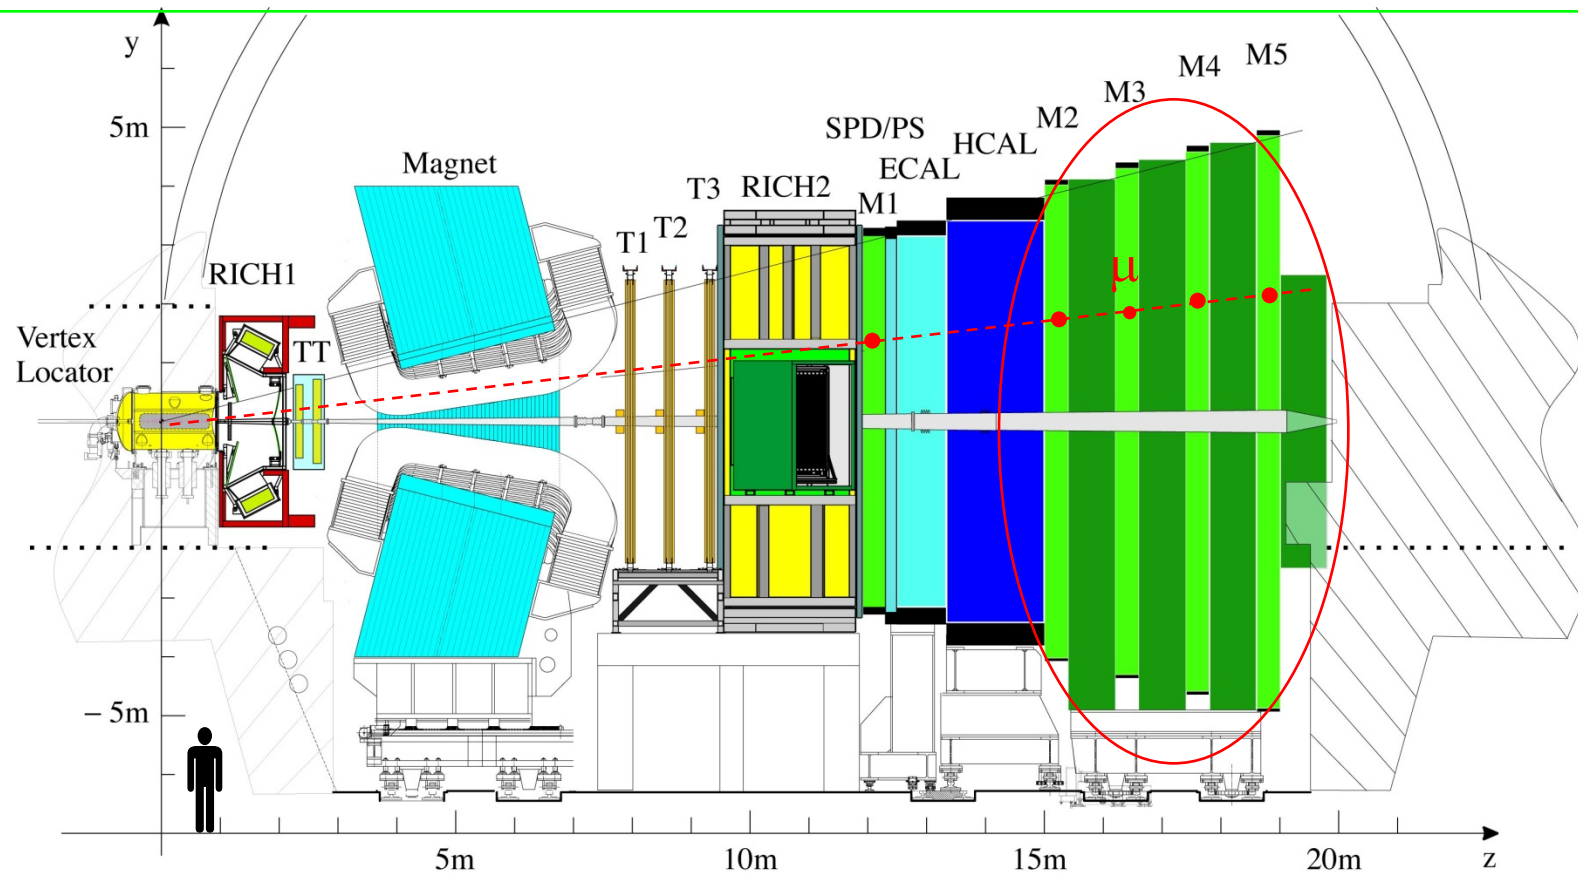 y
5m
M5
M4
M3
M2
SPD/PS
HCAL
ECAL
Magnet
T3
RICH2
M1
T2
T1
RICH1
μ
Vertex
Locator
TT
− 5m
5m
10m
15m
20m
z